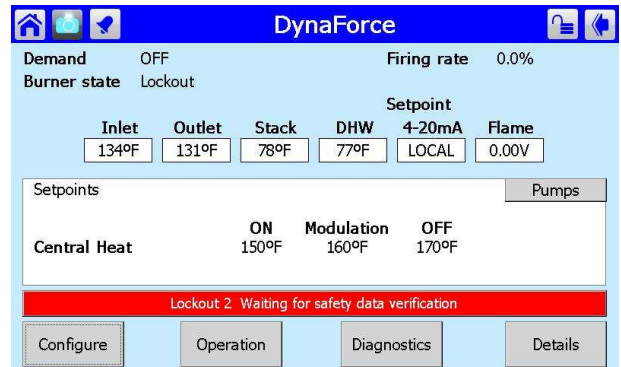 DynaForce
Demand OFF Firing rate 0.0%
Burner state Lockout
Setpoint
Inlet Outlet Stack DHW 4-20mA Flame
134ºF 131ºF 78ºF 77ºF LOCAL 0.00V
Setpoints Pumps
ON Modulation OFF
Central Heat 150ºF 160ºF 170ºF
Lockout 2 Waiting for safety data verification
Configure Operation Diagnostics Details